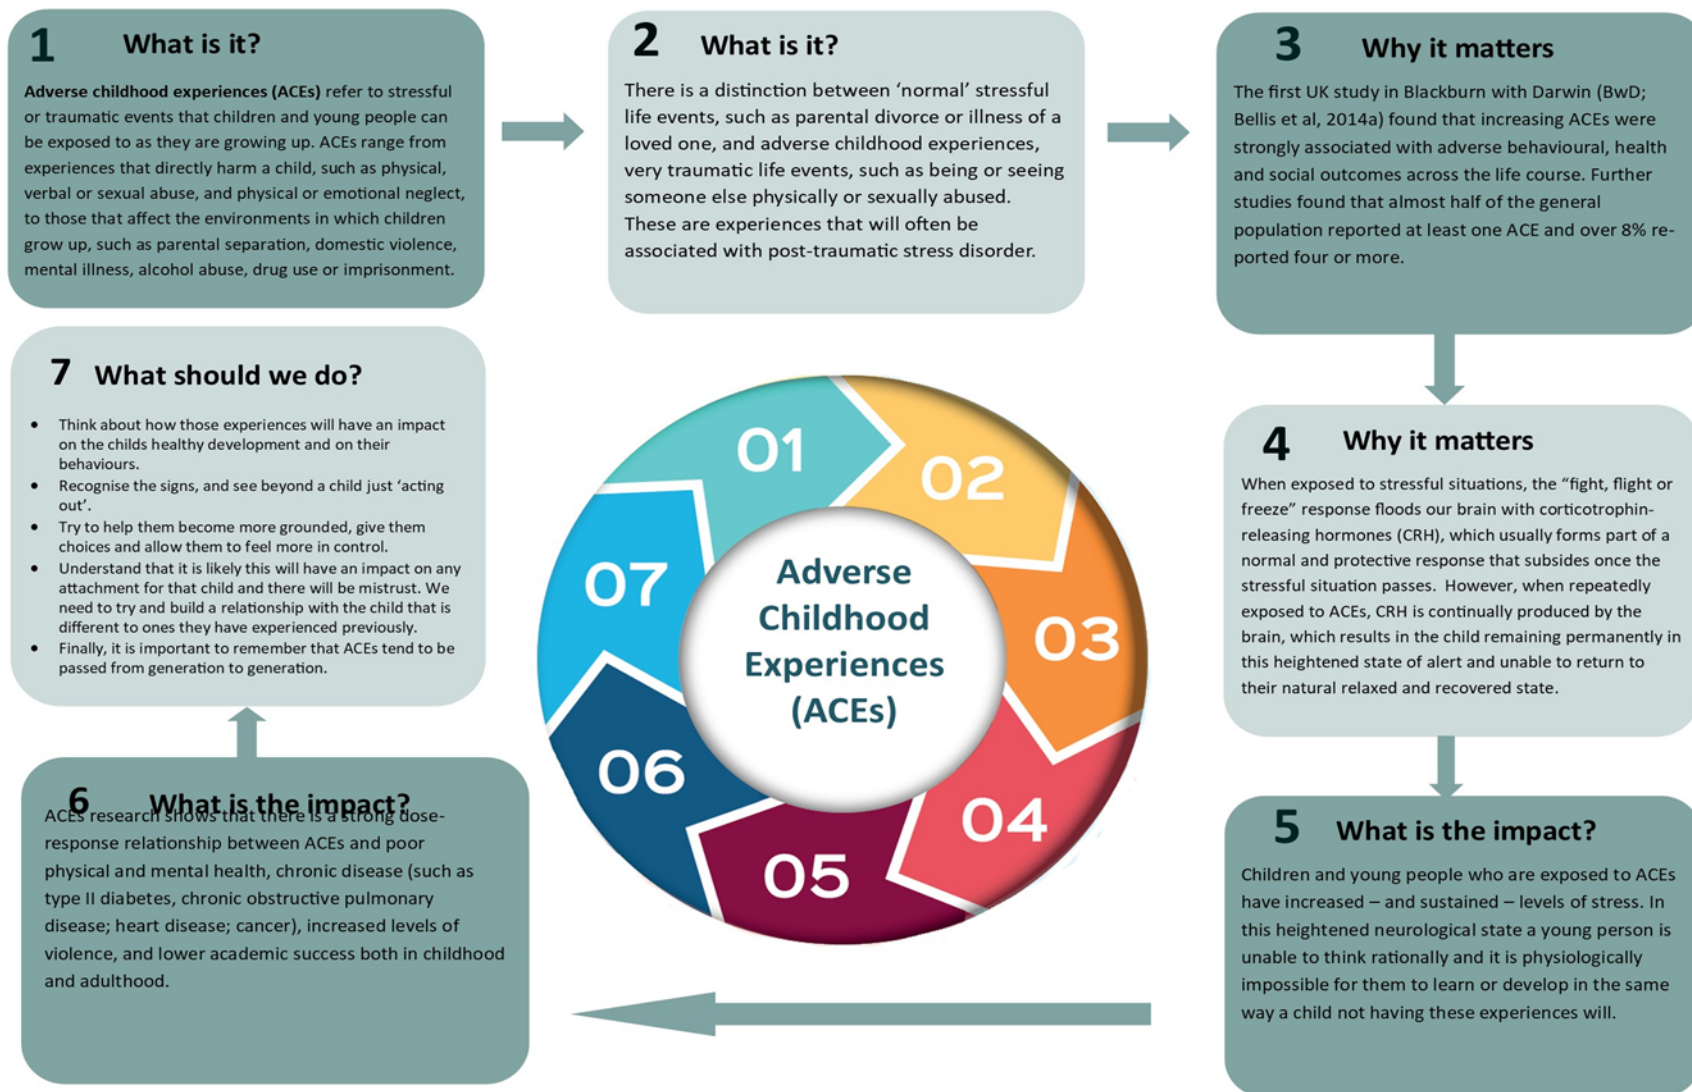 1 What is it?
Adverse childhood experiences (ACEs) refer to stressful
or traumatic events that children and young people can
be exposed to as they are growing up. ACEs range from
experiences that directly harm a child, such as physical,
verbal or sexual abuse, and physical or emotional neglect,
to those that affect the environments in which children
grow up, such as parental separation, domestic violence,
mental illness, alcohol abuse, drug use or imprisonment.
2 What is it?
There is a distinction between ‘normal’ stressful
life events, such as parental divorce or illness of a
loved one, and adverse childhood experiences,
very traumatic life events, such as being or seeing
someone else physically or sexually abused.
These are experiences that will often be
associated with post-traumatic stress disorder.
3 Why it matters
The first UK study in Blackburn with Darwin (BwD;
Bellis et al, 2014a) found that increasing ACEs were
strongly associated with adverse behavioural, health
and social outcomes across the life course. Further
studies found that almost half of the general
population reported at least one ACE and over 8% re-
ported four or more.
4 Why it matters
When exposed to stressful situations, the “fight, flight or
freeze” response floods our brain with corticotrophin-
releasing hormones (CRH), which usually forms part of a
normal and protective response that subsides once the
stressful situation passes.  However, when repeatedly
exposed to ACEs, CRH is continually produced by the
brain, which results in the child remaining permanently in
this heightened state of alert and unable to return to
their natural relaxed and recovered state.
5 What is the impact?
Children and young people who are exposed to ACEs
have increased – and sustained – levels of stress. In
this heightened neurological state a young person is
unable to think rationally and it is physiologically
impossible for them to learn or develop in the same
way a child not having these experiences will.
6 What is the impact?
ACEs research shows that there is a strong dose-
response relationship between ACEs and poor
physical and mental health, chronic disease (such as
type II diabetes, chronic obstructive pulmonary
disease; heart disease; cancer), increased levels of
violence, and lower academic success both in childhood
and adulthood.
7 What should we do?
• Think about how those experiences will have an impact
on the childs healthy development and on their
behaviours.
• Recognise the signs, and see beyond a child just ‘acting
out’.
• Try to help them become more grounded, give them
choices and allow them to feel more in control.
• Understand that it is likely this will have an impact on any
attachment for that child and there will be mistrust. We
need to try and build a relationship with the child that is
different to ones they have experienced previously.
• Finally, it is important to remember that ACEs tend to be
passed from generation to generation.
01
02
03
04
05
06
07
Adverse
Childhood
Experiences
(ACEs)